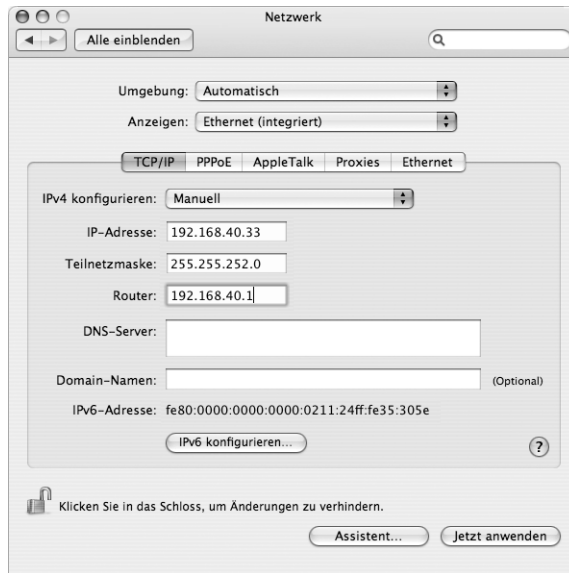 Netzwerk
Alle einblenden
Umgebung: Automatisch
Anzeigen: Ethernet (integriert)
TCP/IP PPPoE AppleTalk Proxies Ethernet
IPv4 konfigurieren: Manuell
IP-Adresse: 192.168.40.33
Teilnetzmaske: 255.255.252.0
Router: 192.168.40.1
DNS-Server:
Domain-Namen: (Optional)
IPv6-Adresse: fe80:0000:0000:0000:0211:24ff:fe35:305e
IPv6 konfigurieren... ?
Klicken Sie in das Schloss, um Änderungen zu verhindern.
Assistent... Jetzt anwenden